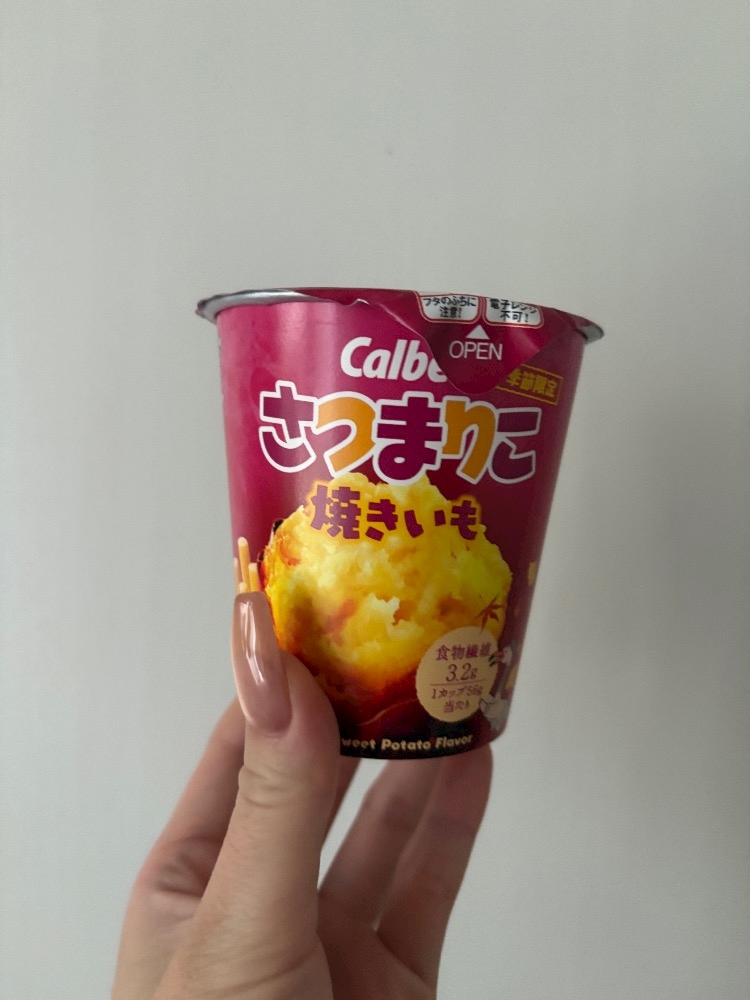 フタのふちに
注意!
電子レンジ
不可!
OPEN
Calbe
季節限定
さつまりこ
焼きいも
食物繊維
3.2g
1カップ56g
当たり
weet Potato Flavor